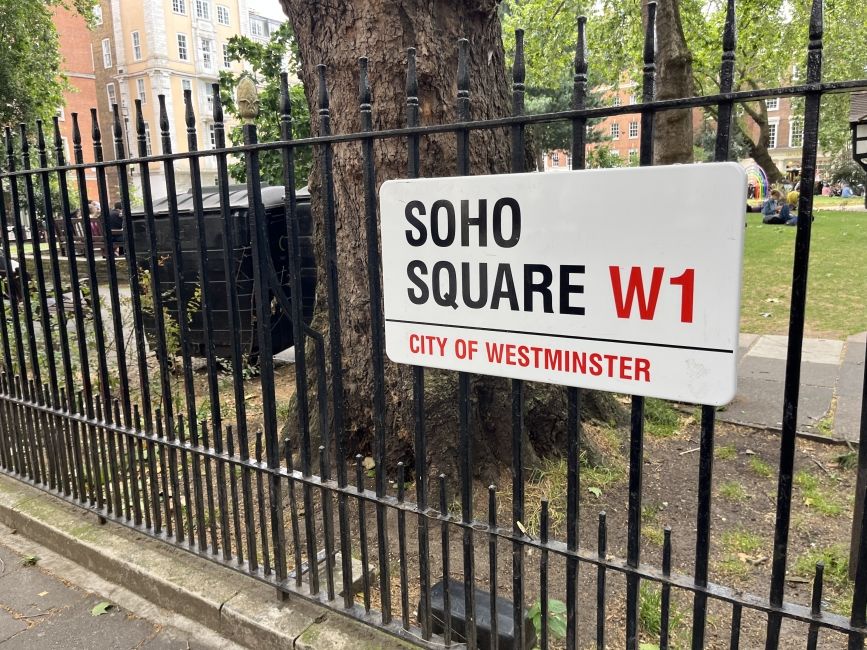 SOHO
SQUARE W1
CITY OF WESTMINSTER